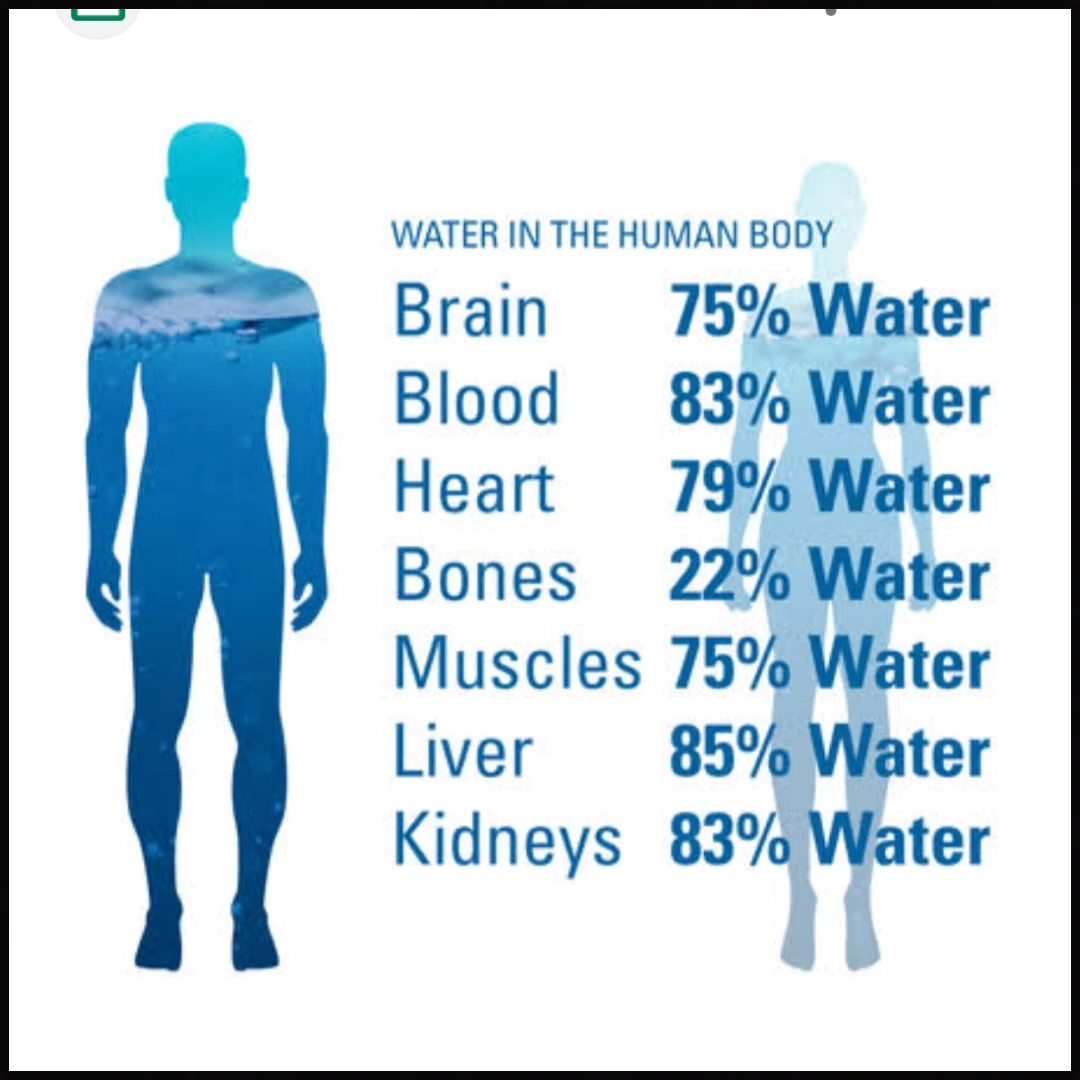 WATER IN THE HUMAN BODY
Brain 75% Water
Blood 83% Water
Heart 79% Water
Bones 22% Water
Muscles 75% Water
Liver 85% Water
Kidneys 83% Water